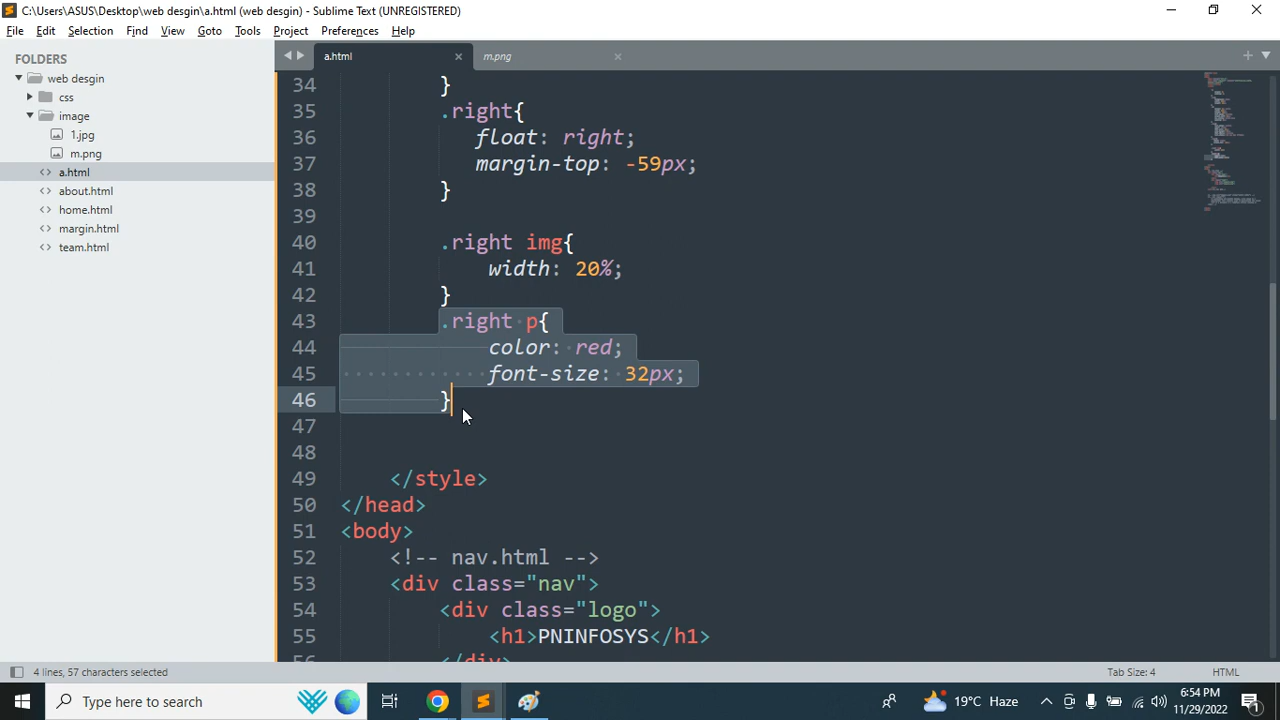 C:\Users\ASUS\Desktop\web desgin\a.html (web desgin) - Sublime Text (UNREGISTERED)
File Edit Selection Find View Goto Tools Project Preferences Help
FOLDERS
web desgin
css
image
1.jpg
m.png
a.html
about.html
home.html
margin.html
team.html
a.html m.png
34 }
35 .right{
36 float: right;
37 margin-top: -59px;
38 }
39
40 .right img{
41 width: 20%;
42 }
43 .right p{
44 color: red;
45 font-size: 32px;
46 }
47
48
49 </style>
50 </head>
51 <body>
52 <!-- nav.html -->
53 <div class="nav">
54 <div class="logo">
55 <h1>PNINFOSYS</h1>
56 </div>
4 lines, 57 characters selected Tab Size: 4 HTML
Type here to search 19°C Haze 6:54 PM
11/29/2022 1